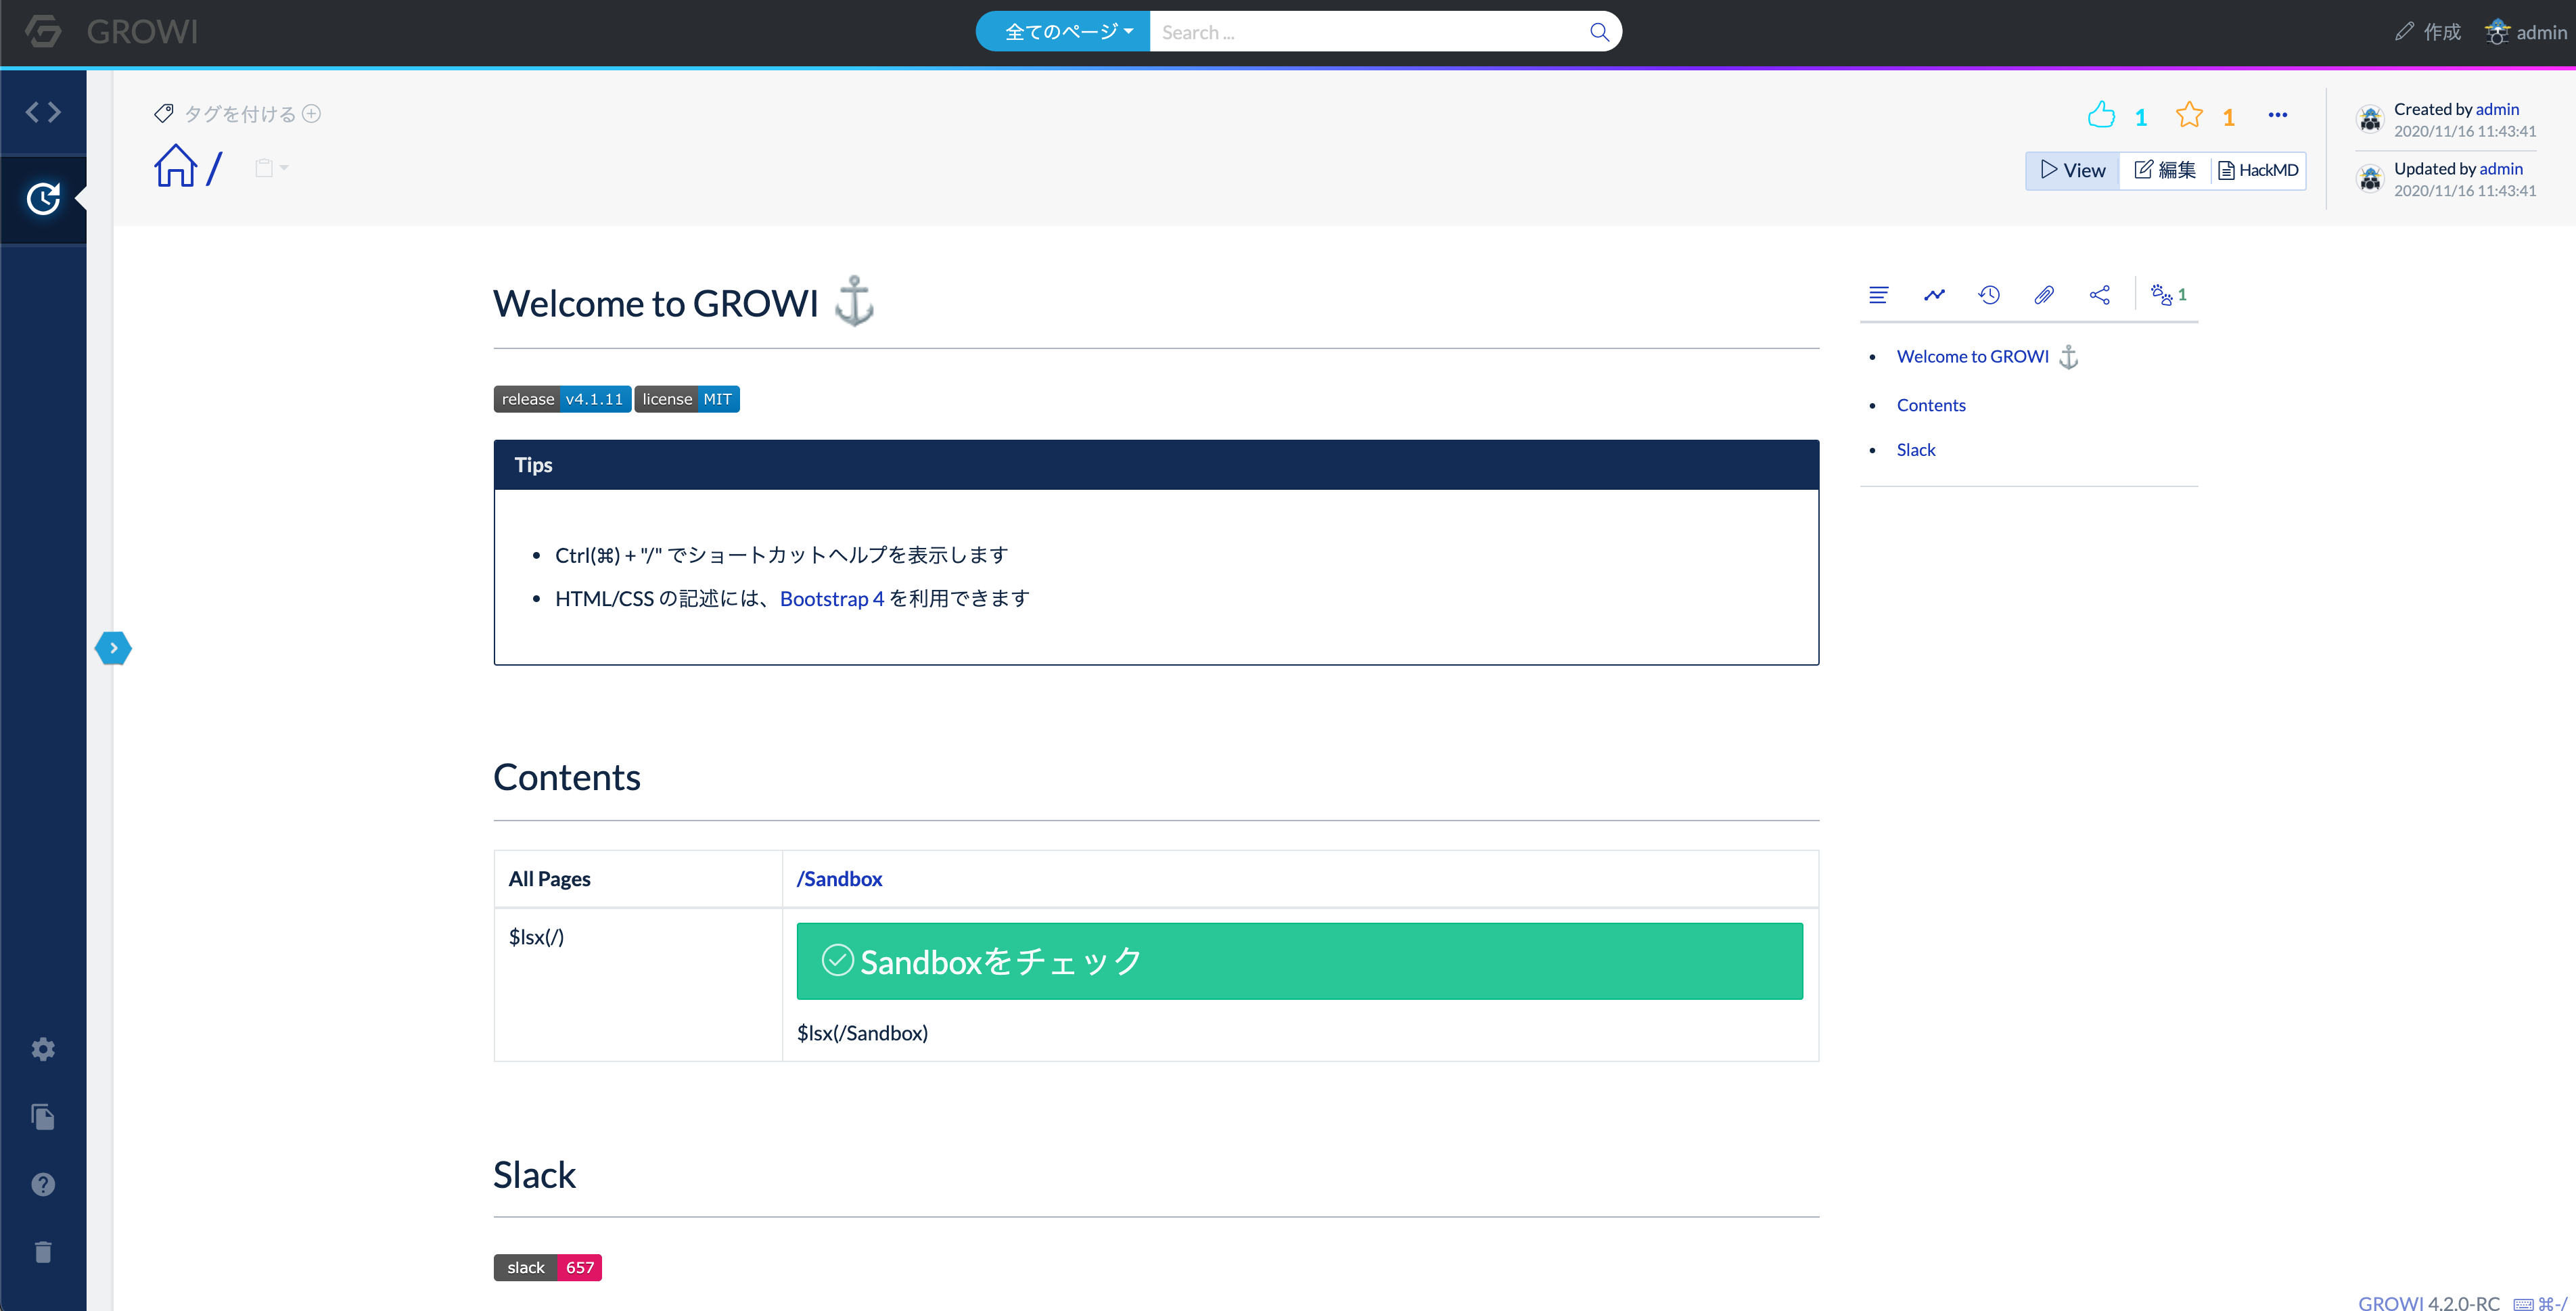 GROWI
全てのページ
Search ...
作成
admin
タグを付ける
/
1
1
View
編集
HackMD
Created by admin
2020/11/16 11:43:41
Updated by admin
2020/11/16 11:43:41
Welcome to GROWI
release v4.1.11
license MIT
Tips
Ctrl(⌘) + "/" でショートカットヘルプを表示します
HTML/CSS の記述には、Bootstrap 4 を利用できます
Contents
All Pages
/Sandbox
$lsx(/)
Sandboxをチェック
$lsx(/Sandbox)
Slack
slack 657
1
Welcome to GROWI
Contents
Slack
GROWI 4.2.0-RC
⌘-/